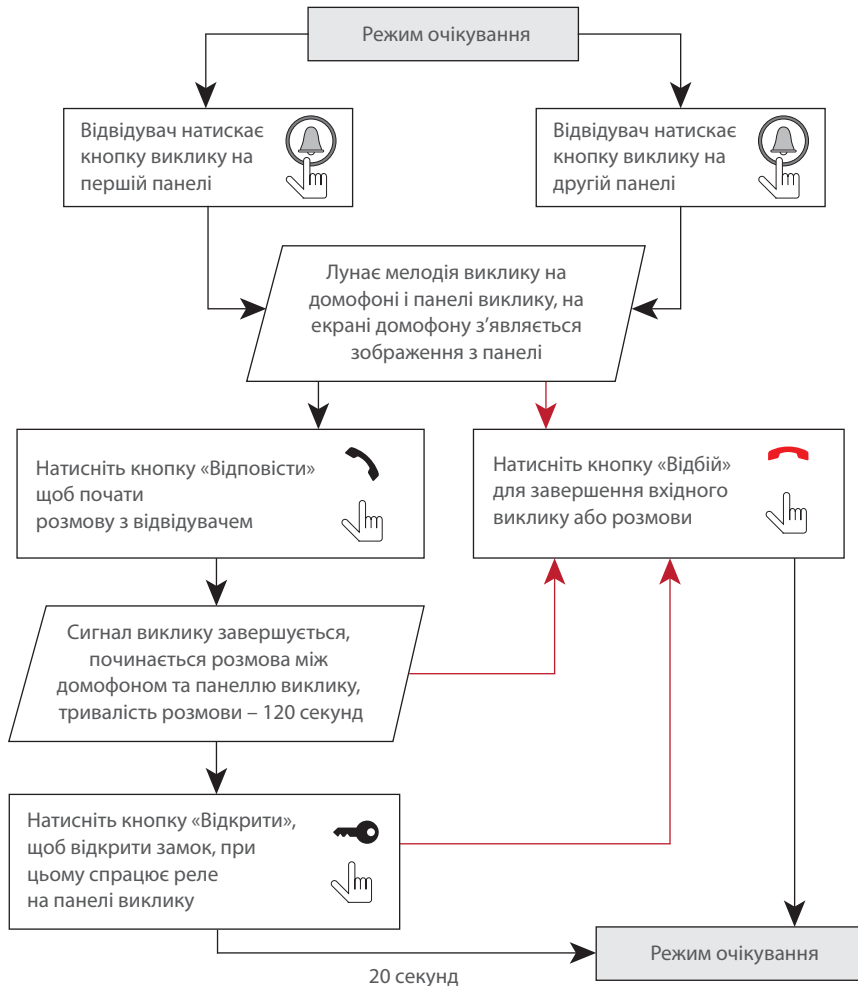 Режим очікування
Відвідувач натискає
кнопку виклику на
першій панелі
Відвідувач натискає
кнопку виклику на
другій панелі
Лунає мелодія виклику на
домофоні і панелі виклику, на
екрані домофону з’являється
зображення з панелі
Натисніть кнопку «Відповісти»
щоб почати
розмову з відвідувачем
Натисніть кнопку «Відбій»
для завершення вхідного
виклику або розмови
Сигнал виклику завершується,
починається розмова між
домофоном та панеллю виклику,
тривалість розмови – 120 секунд
Натисніть кнопку «Відкрити»,
щоб відкрити замок, при
цьому спрацює реле
на панелі виклику
Режим очікування
20 секунд